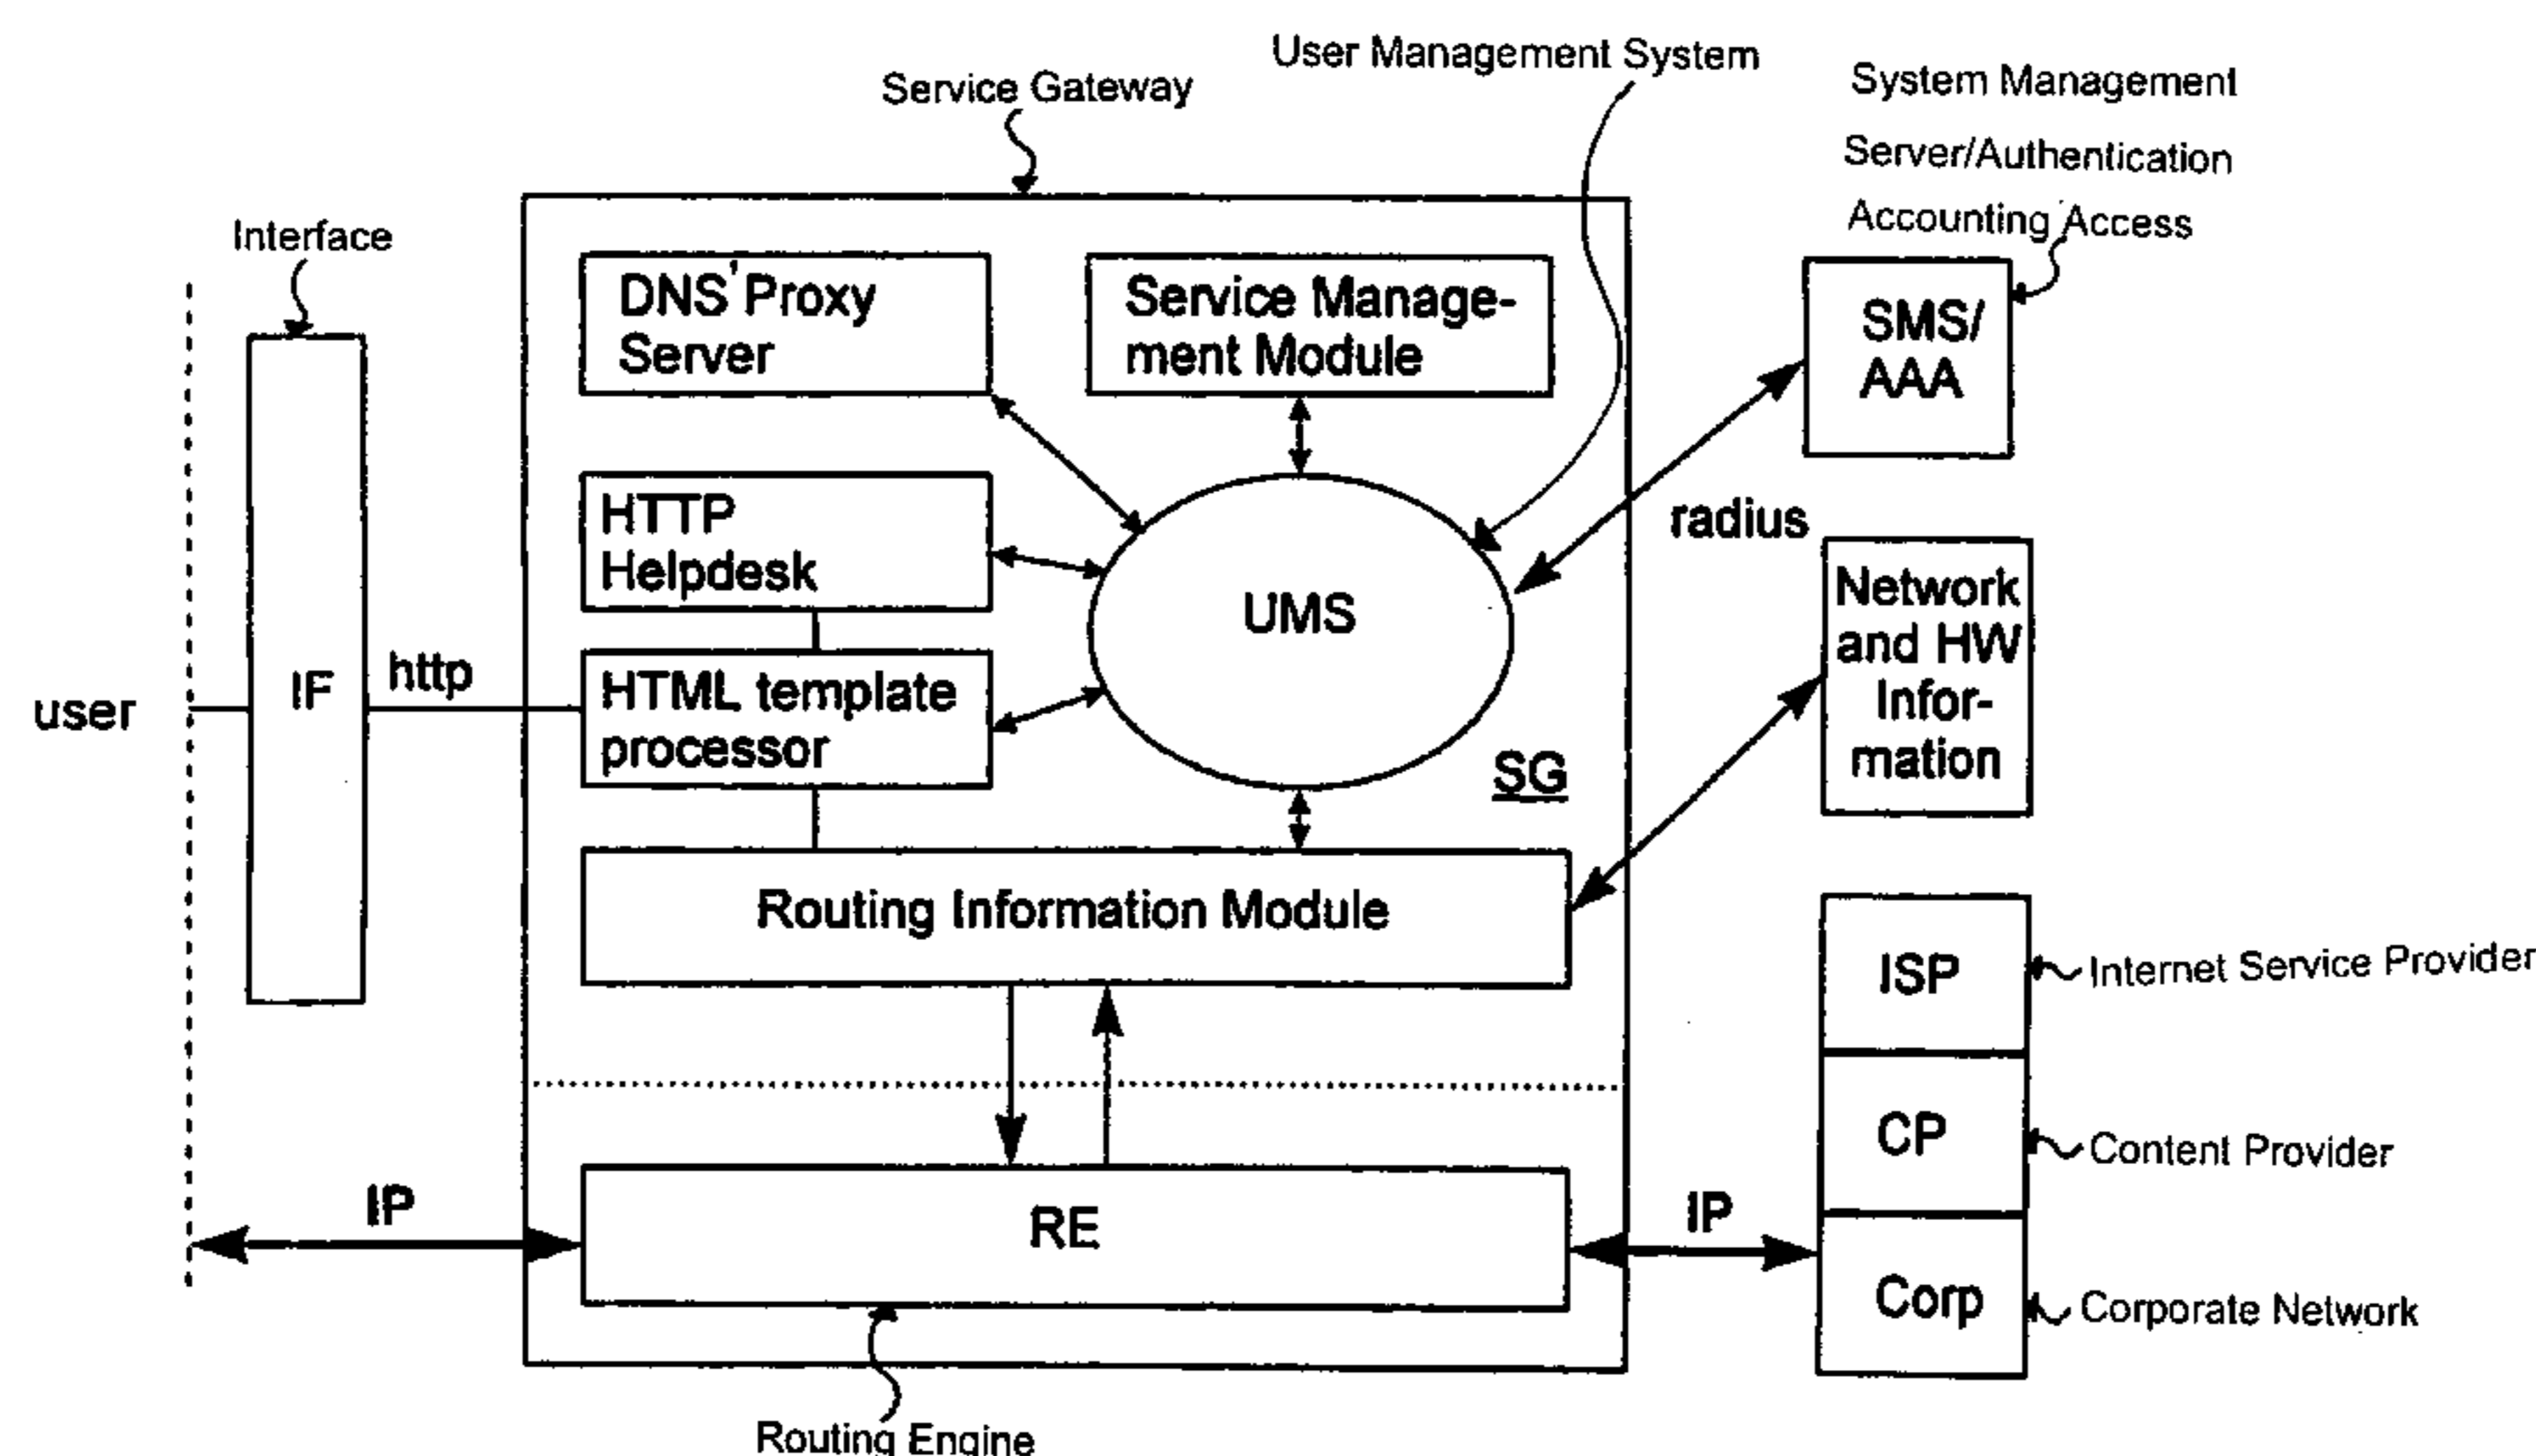 User Management System
Service Gateway
System Management
Server/Authentication
Accounting Access
Interface
DNS Proxy
Server
Service Manage-
ment Module
SMS/
AAA
HTTP
Helpdesk
UMS
radius
Network
and HW
Infor-
mation
user
IF
http
HTML template
processor
SG
Routing Information Module
ISP
Internet Service Provider
CP
Content Provider
IP
RE
IP
Corp
Corporate Network
Routing Engine